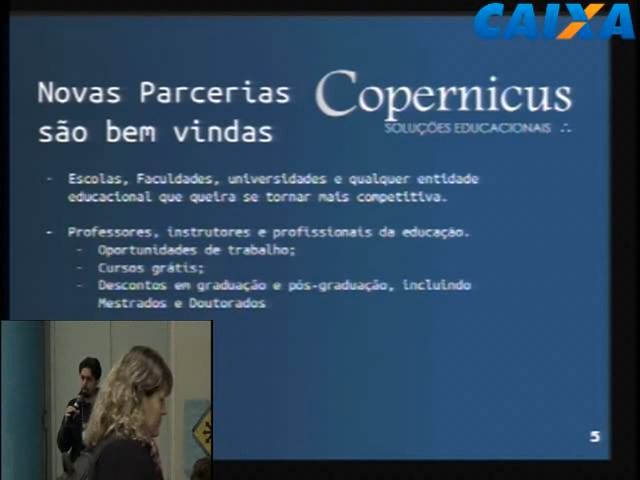 CAIXA
Novas Parcerias
são bem vindas
Copernicus
SOLUÇÕES EDUCACIONAIS
- Escolas, Faculdades, universidades e qualquer entidade
educacional que queira se tornar mais competitiva.
- Professores, instrutores e profissionais da educação.
- Oportunidades de trabalho;
- Cursos grátis;
- Descontos em graduação e pós-graduação, incluindo
Mestrados e Doutorados
5